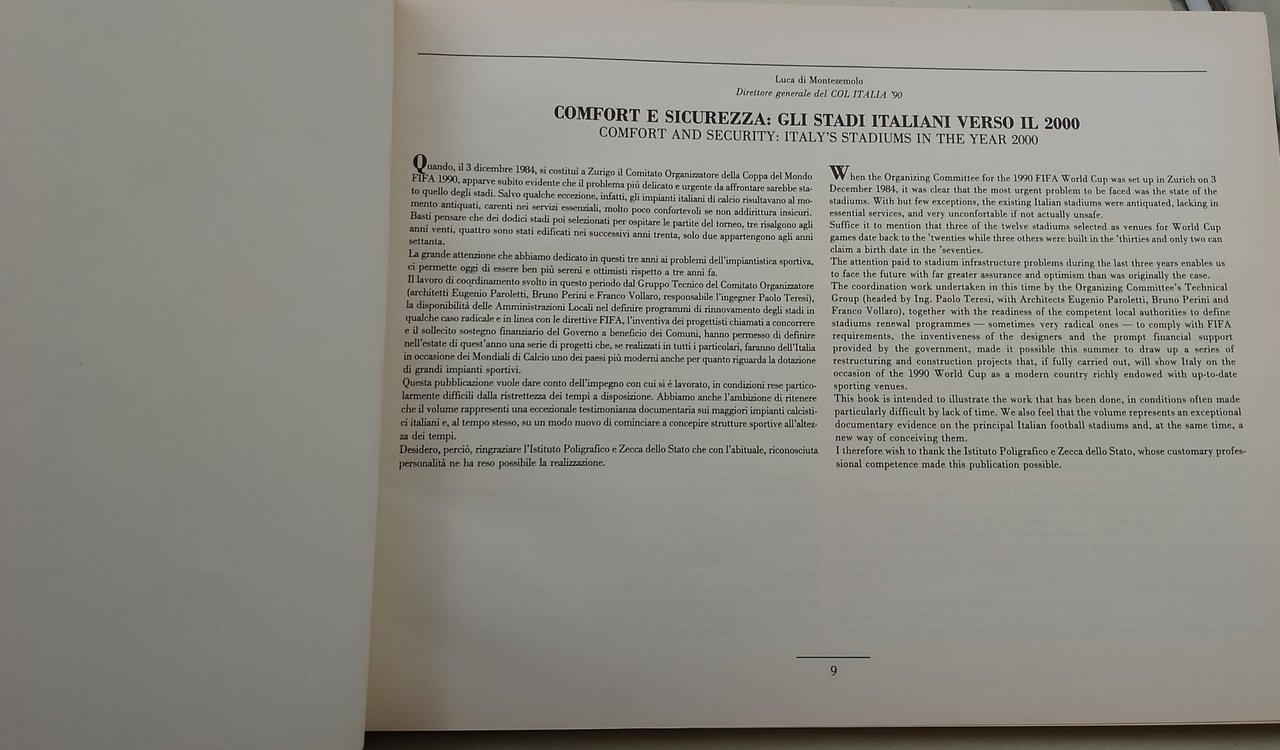 Luca di Montezemolo
Direttore generale del COL ITALIA '90
COMFORT E SICUREZZA: GLI STADI ITALIANI VERSO IL 2000
COMFORT AND SECURITY: ITALY'S STADIUMS IN THE YEAR 2000
Quando, il 3 dicembre 1984, si costituì a Zurigo il Comitato Organizzatore della Coppa del Mondo
FIFA 1990, apparve subito evidente che il problema più delicato e urgente da affrontare sarebbe sta-
to quello degli stadi. Salvo qualche eccezione, infatti, gli impianti italiani di calcio risultavano al mo-
mento antiquati, carenti nei servizi essenziali, molto poco confortevoli se non addirittura insicuri.
Basti pensare che dei dodici stadi poi selezionati per ospitare le partite del torneo, tre risalgono agli
anni venti, quattro sono stati edificati nei successivi anni trenta, solo due appartengono agli anni
settanta.
La grande attenzione che abbiamo dedicato in questi tre anni ai problemi dell'impiantistica sportiva,
ci permette oggi di essere ben più sereni e ottimisti rispetto a tre anni fa.
Il lavoro di coordinamento svolto in questo periodo dal Gruppo Tecnico del Comitato Organizzatore
(architetti Eugenio Paroletti, Bruno Perini e Franco Vollaro, responsabile l'ingegner Paolo Teresi),
la disponibilità delle Amministrazioni Locali nel definire programmi di rinnovamento degli stadi in
qualche caso radicale e in linea con le direttive FIFA, l'inventiva dei progettisti chiamati a concorrere
e il sollecito sostegno finanziario del Governo a beneficio dei Comuni, hanno permesso di definire
nell'estate di quest'anno una serie di progetti che, se realizzati in tutti i particolari, faranno dell'Italia
in occasione dei Mondiali di Calcio uno dei paesi più moderni anche per quanto riguarda la dotazione
di grandi impianti sportivi.
Questa pubblicazione vuole dare conto dell'impegno con cui si è lavorato, in condizioni rese partico-
larmente difficili dalla ristrettezza dei tempi a disposizione. Abbiamo anche l'ambizione di ritenere
che il volume rappresenti una eccezionale testimonianza documentaria sui maggiori impianti calcisti-
ci italiani e, al tempo stesso, su un modo nuovo di cominciare a concepire strutture sportive all'altez-
za dei tempi.
Desidero, perciò, ringraziare l'Istituto Poligrafico e Zecca dello Stato che con l'abituale, riconosciuta
personalità ne ha reso possibile la realizzazione.
When the Organizing Committee for the 1990 FIFA World Cup was set up in Zurich on 3
December 1984, it was clear that the most urgent problem to be faced was the state of the
stadiums. With but few exceptions, the existing Italian stadiums were antiquated, lacking in
essential services, and very unconfortable if not actually unsafe.
Suffice it to mention that three of the twelve stadiums selected as venues for World Cup
games date back to the 'twenties while three others were built in the 'thirties and only two can
claim a birth date in the 'seventies.
The attention paid to stadium infrastructure problems during the last three years enables us
to face the future with far greater assurance and optimism than was originally the case.
The coordination work undertaken in this time by the Organizing Committee's Technical
Group (headed by Ing. Paolo Teresi, with Architects Eugenio Paroletti, Bruno Perini and
Franco Vollaro), together with the readiness of the competent local authorities to define
stadiums renewal programmes — sometimes very radical ones — to comply with FIFA
requirements, the inventiveness of the designers and the prompt financial support
provided by the government, made it possible this summer to draw up a series of
restructuring and construction projects that, if fully carried out, will show Italy on the
occasion of the 1990 World Cup as a modern country richly endowed with up-to-date
sporting venues.
This book is intended to illustrate the work that has been done, in conditions often made
particularly difficult by lack of time. We also feel that the volume represents an exceptional
documentary evidence on the principal Italian football stadiums and, at the same time, a
new way of conceiving them.
I therefore wish to thank the Istituto Poligrafico e Zecca dello Stato, whose customary profes-
sional competence made this publication possible.
9